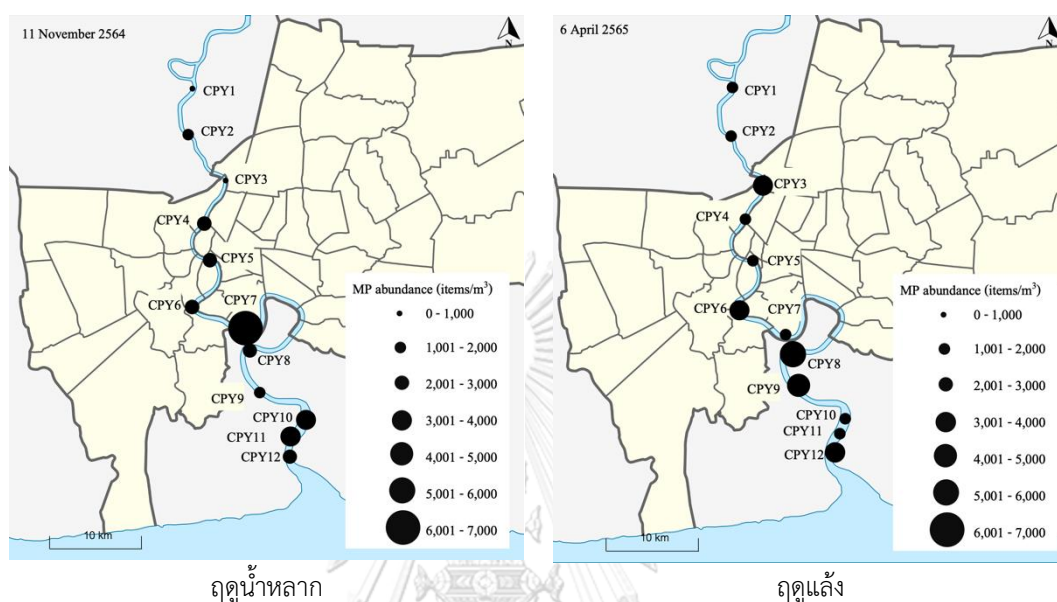 11 November 2564
N
CPY1
CPY2
CPY3
CPY4
CPY5
CPY6
CPY7
CPY8
CPY9
CPY10
CPY11
CPY12
MP abundance (items/m³)
0 - 1,000
1,001 - 2,000
2,001 - 3,000
3,001 - 4,000
4,001 - 5,000
5,001 - 6,000
6,001 - 7,000
10 km
ฤดูน้ำหลาก
6 April 2565
N
CPY1
CPY2
CPY3
CPY4
CPY5
CPY6
CPY7
CPY8
CPY9
CPY10
CPY11
CPY12
MP abundance (items/m³)
0 - 1,000
1,001 - 2,000
2,001 - 3,000
3,001 - 4,000
4,001 - 5,000
5,001 - 6,000
6,001 - 7,000
10 km
ฤดูแล้ง